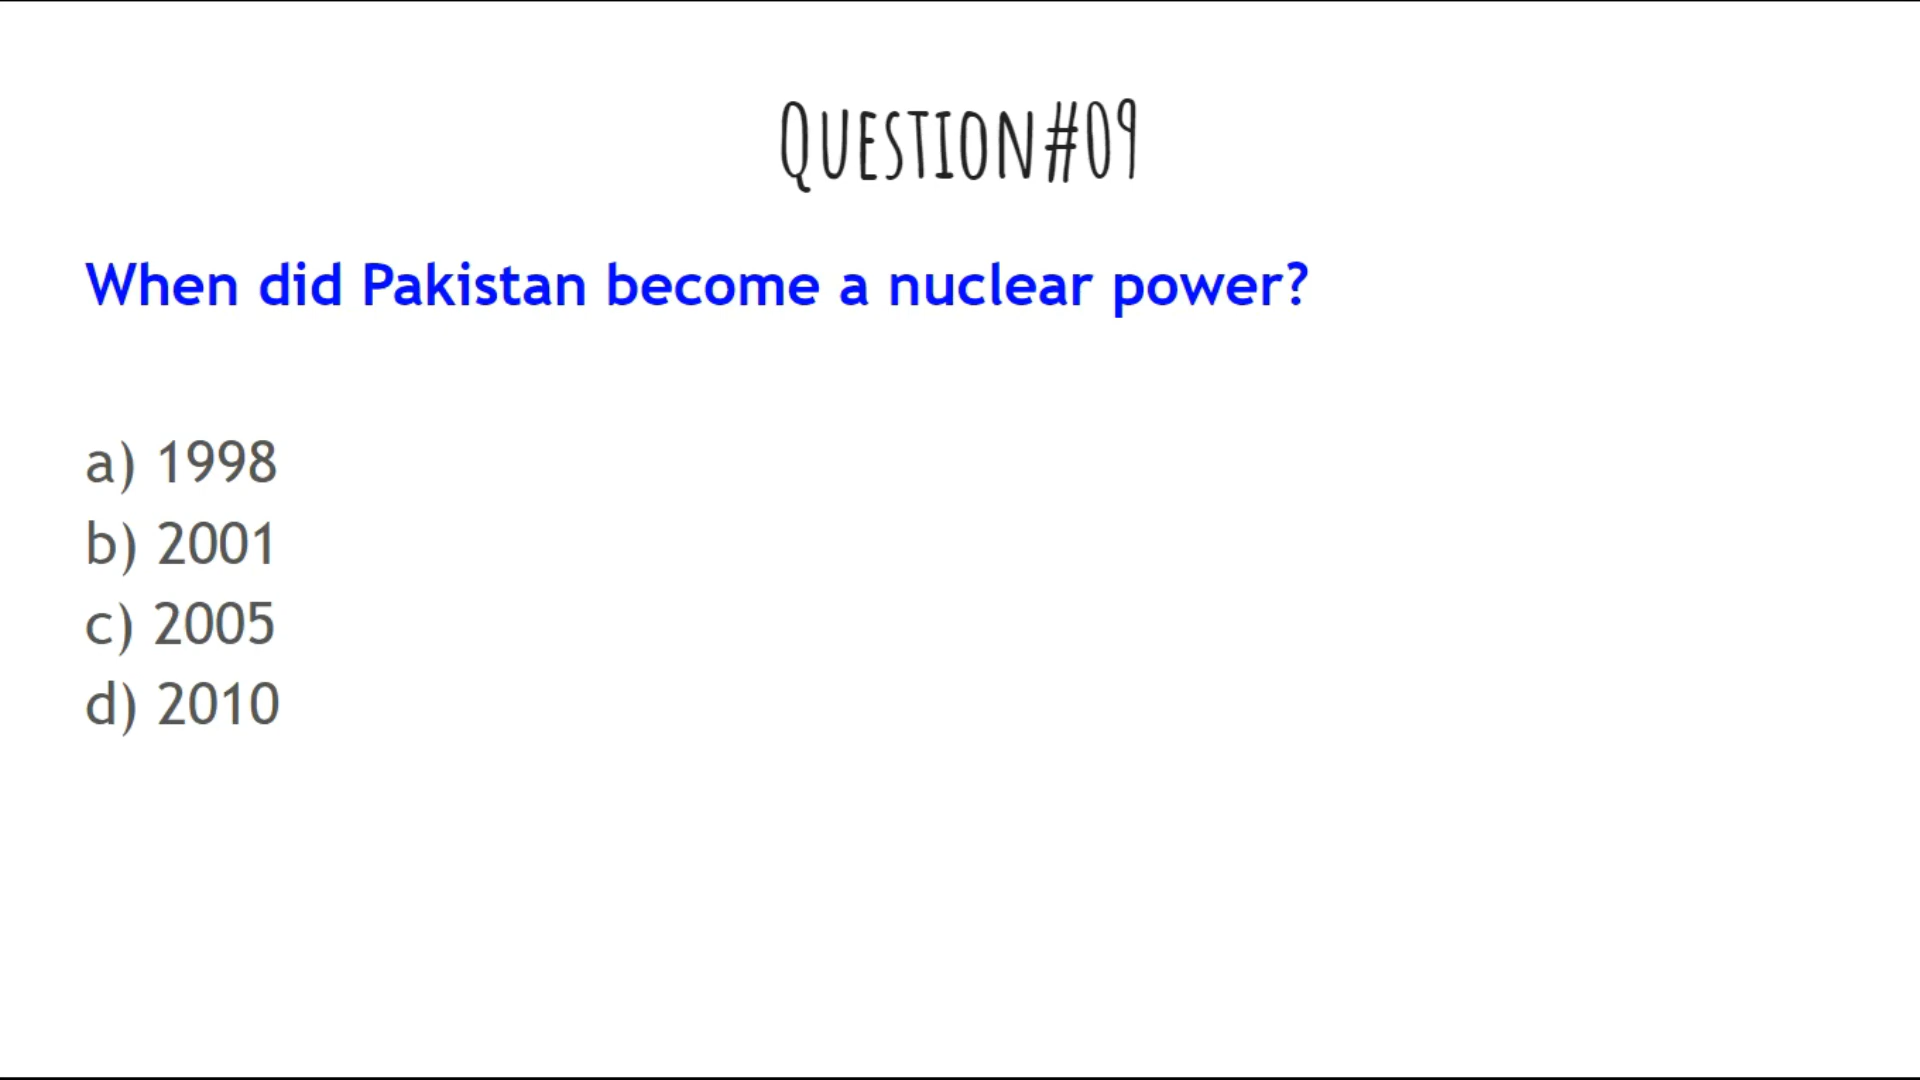 Question#09
When did Pakistan become a nuclear power?
a) 1998
b) 2001
c) 2005
d) 2010